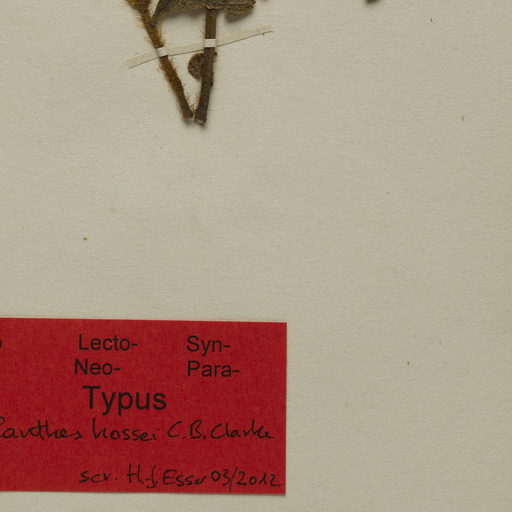 Lecto- Syn-
Neo- Para-
Typus
hossei C.B. Clarke
scr. H.-J. Esser 03/2012